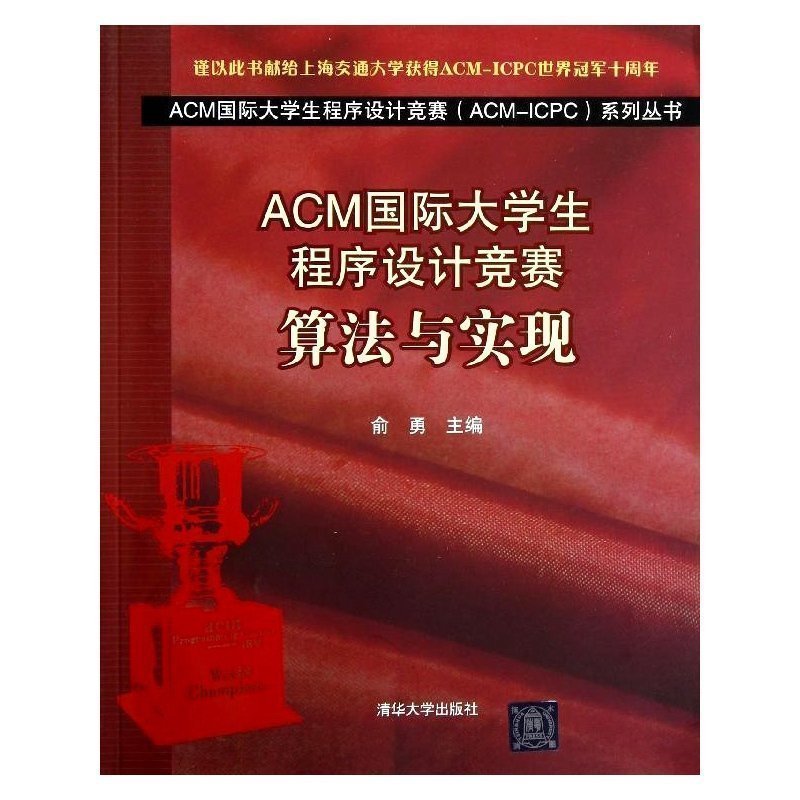 谨以此书献给上海交通大学获得ACM-ICPC世界冠军十周年
ACM国际大学生程序设计竞赛（ACM-ICPC）系列丛书
ACM国际大学生
程序设计竞赛
算法与实现
俞 勇 主编
acm
World
Champions
清华大学出版社